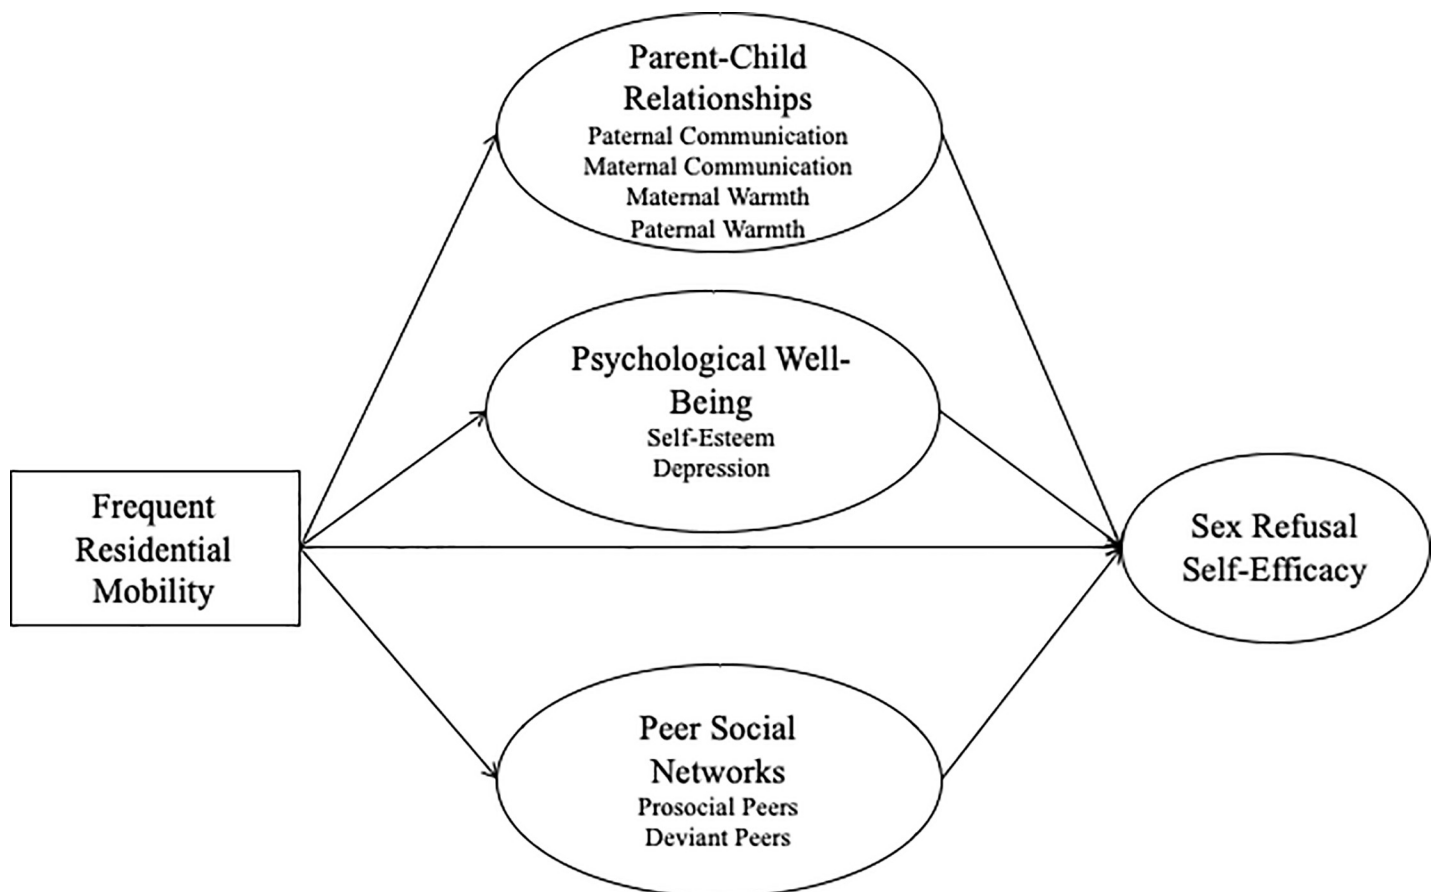 Parent-Child
Relationships
Paternal Communication
Maternal Communication
Maternal Warmth
Paternal Warmth
Psychological Well-
Being
Self-Esteem
Depression
Frequent
Residential
Mobility
Sex Refusal
Self-Efficacy
Peer Social
Networks
Prosocial Peers
Deviant Peers